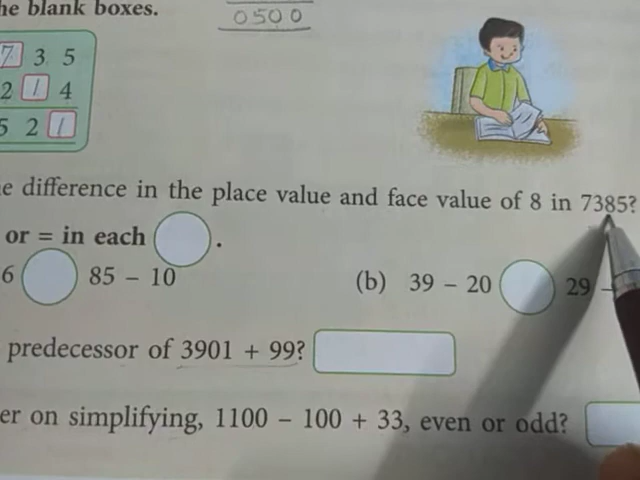 he blank boxes.
0500
7 3 5
2 1 4
5 2 1
e difference in the place value and face value of 8 in 7385?
or = in each
6 85 – 10
(b) 39 – 20 29 –
predecessor of 3901 + 99?
er on simplifying, 1100 – 100 + 33, even or odd?